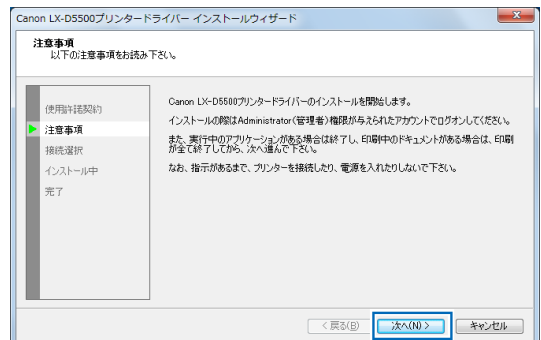 Canon LX-D5500プリンタードライバー インストールウィザード
注意事項
以下の注意事項をお読み下さい。
使用許諾契約
注意事項
接続選択
インストール中
完了
Canon LX-D5500プリンタードライバーのインストールを開始します。
インストールの際はAdministrator(管理者)権限が与えられたアカウントでログオンしてください。
また、実行中のアプリケーションがある場合は終了し、印刷中のドキュメントがある場合は、印刷
が全て終了してから、次へ進んで下さい。
なお、指示があるまで、プリンターを接続したり、電源を入れたりしないで下さい。
< 戻る(B)
次へ(N) >
キャンセル